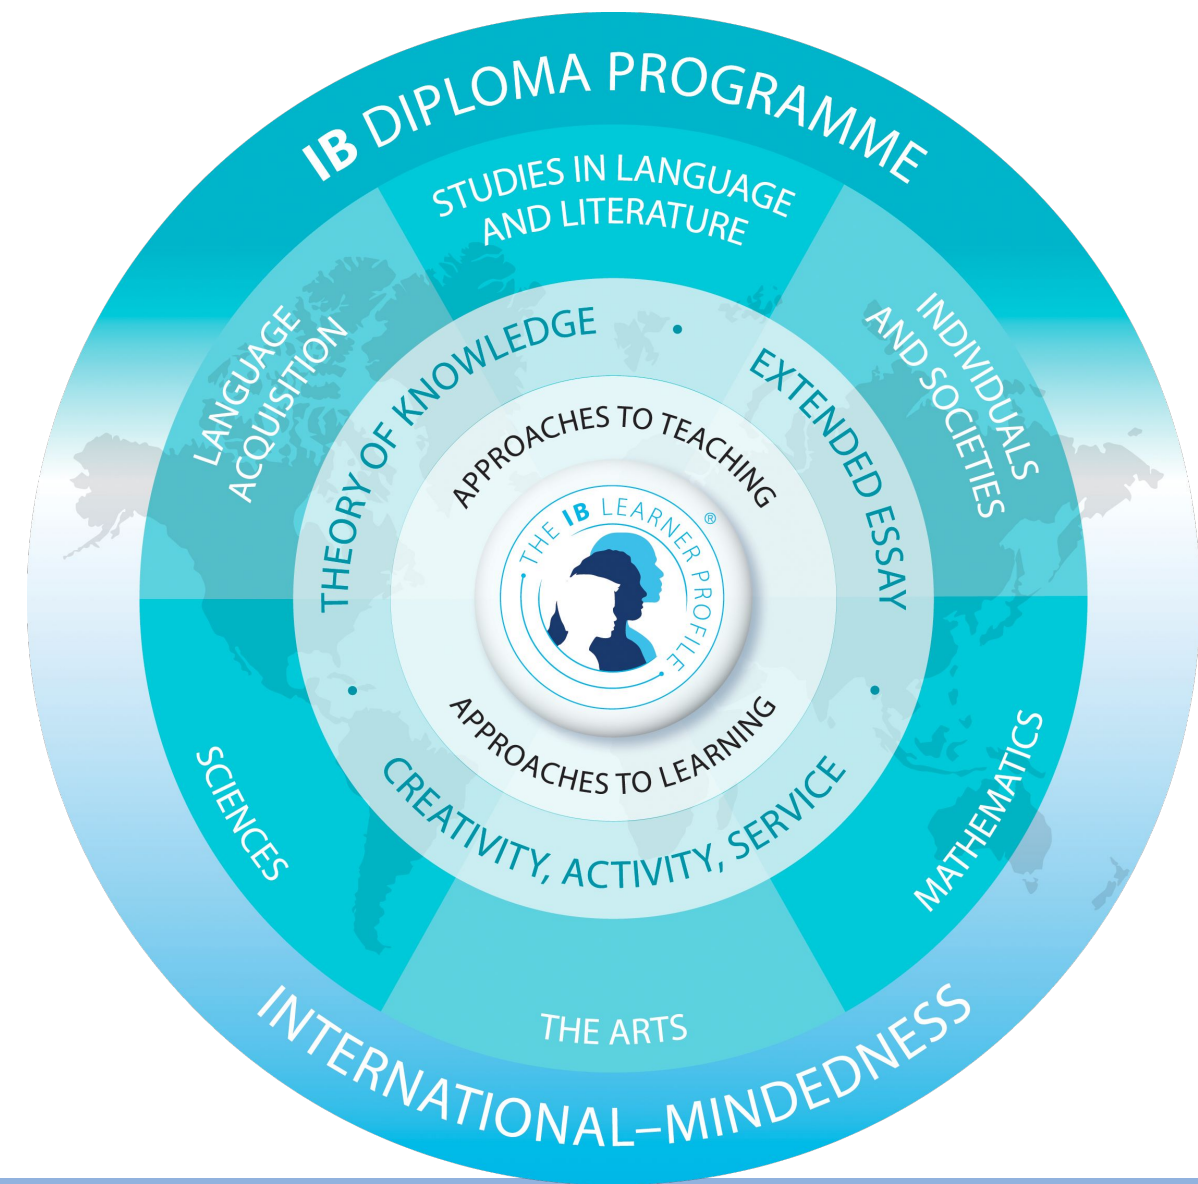 IB DIPLOMA PROGRAMME
STUDIES IN LANGUAGE
AND LITERATURE
LANGUAGE
ACQUISITION
INDIVIDUALS
AND SOCIETIES
THEORY OF KNOWLEDGE
•
EXTENDED ESSAY
APPROACHES TO TEACHING
THE IB LEARNER PROFILE
®
APPROACHES TO LEARNING
•
CREATIVITY, ACTIVITY, SERVICE
•
SCIENCES
MATHEMATICS
THE ARTS
INTERNATIONAL–MINDEDNESS